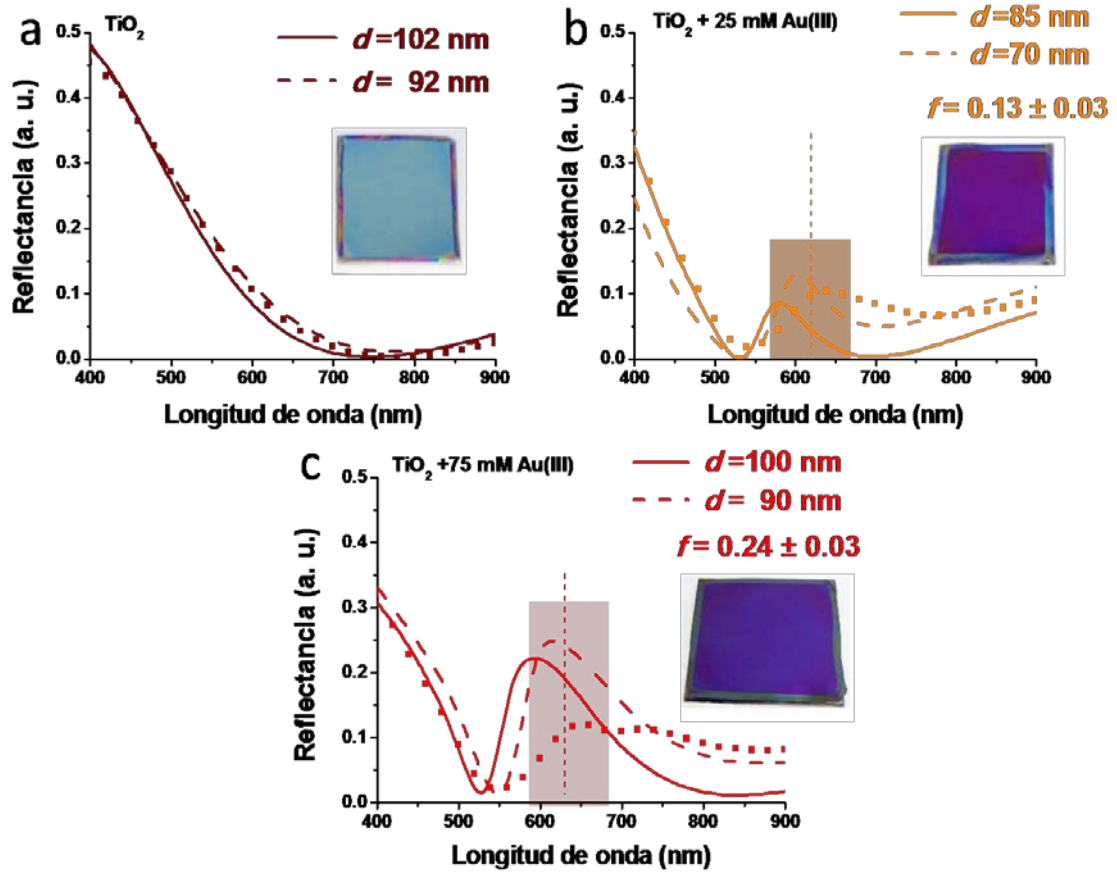 a
TiO2
d=102 nm
d= 92 nm
Reflectancia (a. u.)
0.5
0.4
0.3
0.2
0.1
0.0
400 500 600 700 800 900
Longitud de onda (nm)
b
TiO2 + 25 mM Au(III)
d=85 nm
d=70 nm
f = 0.13 ± 0.03
Reflectancia (a. u.)
0.5
0.4
0.3
0.2
0.1
0.0
400 500 600 700 800 900
Longitud de onda (nm)
c
TiO2 +75 mM Au(III)
d=100 nm
d= 90 nm
f = 0.24 ± 0.03
Reflectancia (a. u.)
0.5
0.4
0.3
0.2
0.1
0.0
400 500 600 700 800 900
Longitud de onda (nm)